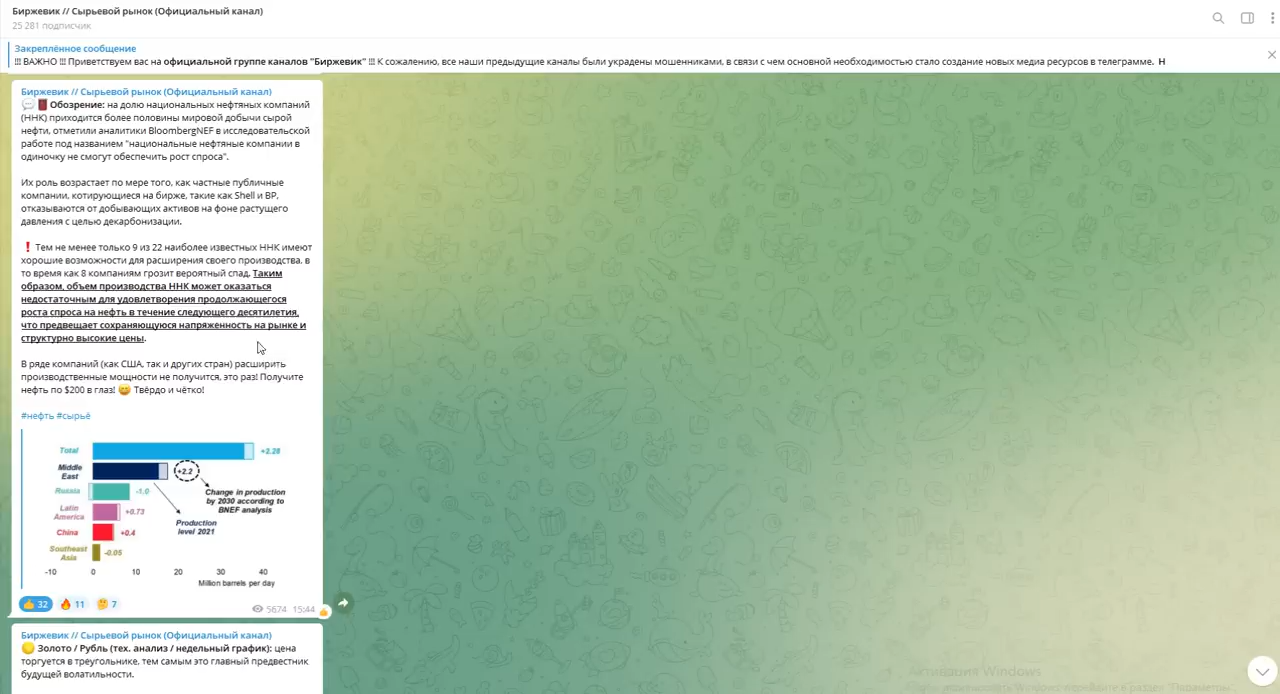 Биржевик // Сырьевой рынок (Официальный канал)
25 281 подписчик
Закреплённое сообщение
!!! ВАЖНО !!! Приветствуем вас на официальной группе каналов "Биржевик" !!! К сожалению, все наши предыдущие каналы были украдены мошенниками, в связи с чем основной необходимостью стало создание новых медиа ресурсов в телеграмме. Н
Биржевик // Сырьевой рынок (Официальный канал)
Обозрение: на долю национальных нефтяных компаний
(ННК) приходится более половины мировой добычи сырой
нефти, отметили аналитики BloombergNEF в исследовательской
работе под названием "национальные нефтяные компании в
одиночку не смогут обеспечить рост спроса".
Их роль возрастает по мере того, как частные публичные
компании, котирующиеся на бирже, такие как Shell и BP,
отказываются от добывающих активов на фоне растущего
давления с целью декарбонизации.
❗ Тем не менее только 9 из 22 наиболее известных ННК имеют
хорошие возможности для расширения своего производства, в
то время как 8 компаниям грозит вероятный спад. Таким
образом, объем производства ННК может оказаться
недостаточным для удовлетворения продолжающегося
роста спроса на нефть в течение следующего десятилетия,
что предвещает сохраняющуюся напряженность на рынке и
структурно высокие цены.
В ряде компаний (как США, так и других стран) расширить
производственные мощности не получится, это раз! Получите
нефть по $200 в глаз! Твёрдо и чётко!
#нефть #сырьё
Total +2.28
Middle
East +2.2
Russia -1.0
Latin
America +0.73
China +0.4
Southeast
Asia -0.05
Change in production
by 2030 according to
BNEF analysis
Production
level 2021
-10 0 10 20 30 40
Million barrels per day
32 11 7
5674 15:44
Биржевик // Сырьевой рынок (Официальный канал)
Золото / Рубль (тех. анализ / недельный график): цена
торгуется в треугольнике, тем самым это главный предвестник
будущей волатильности.
Активация Windows